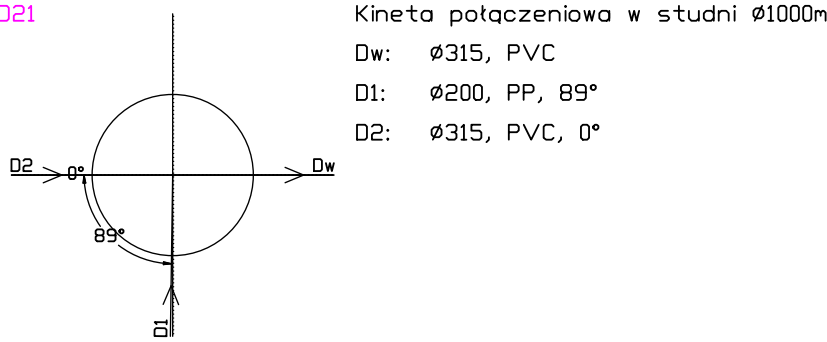 D21
Kineta połączeniowa w studni Ø1000m
Dw: Ø315, PVC
D1: Ø200, PP, 89°
D2: Ø315, PVC, 0°
D2
0°
Dw
89°
D1